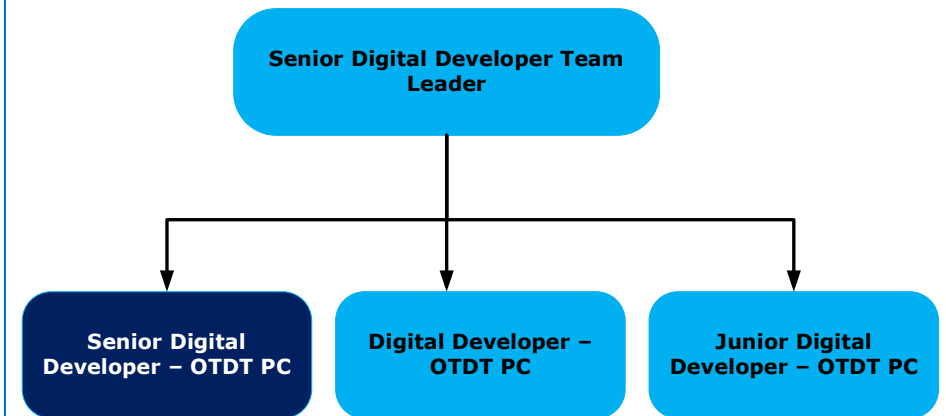 Senior Digital Developer Team
Leader
Senior Digital
Developer – OTDT PC
Digital Developer –
OTDT PC
Junior Digital
Developer – OTDT PC